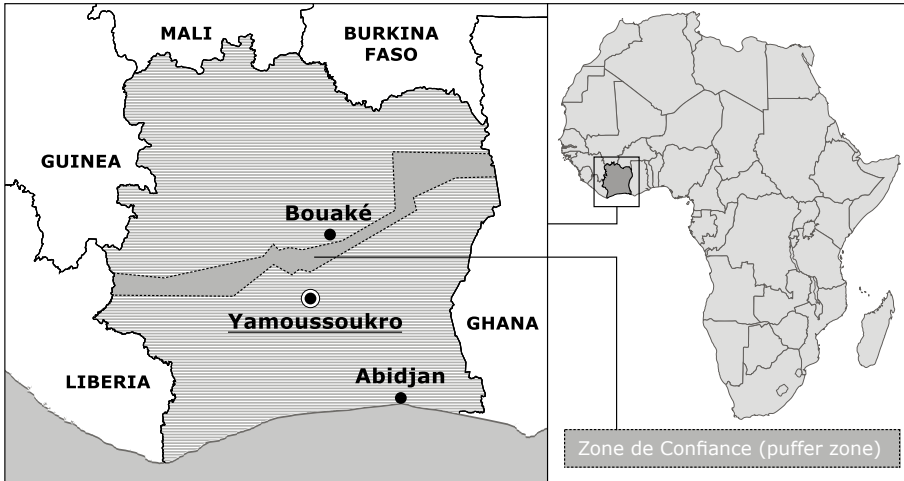 MALI
BURKINA
FASO
GUINEA
Bouaké
Yamoussoukro
GHANA
LIBERIA
Abidjan
Zone de Confiance (puffer zone)